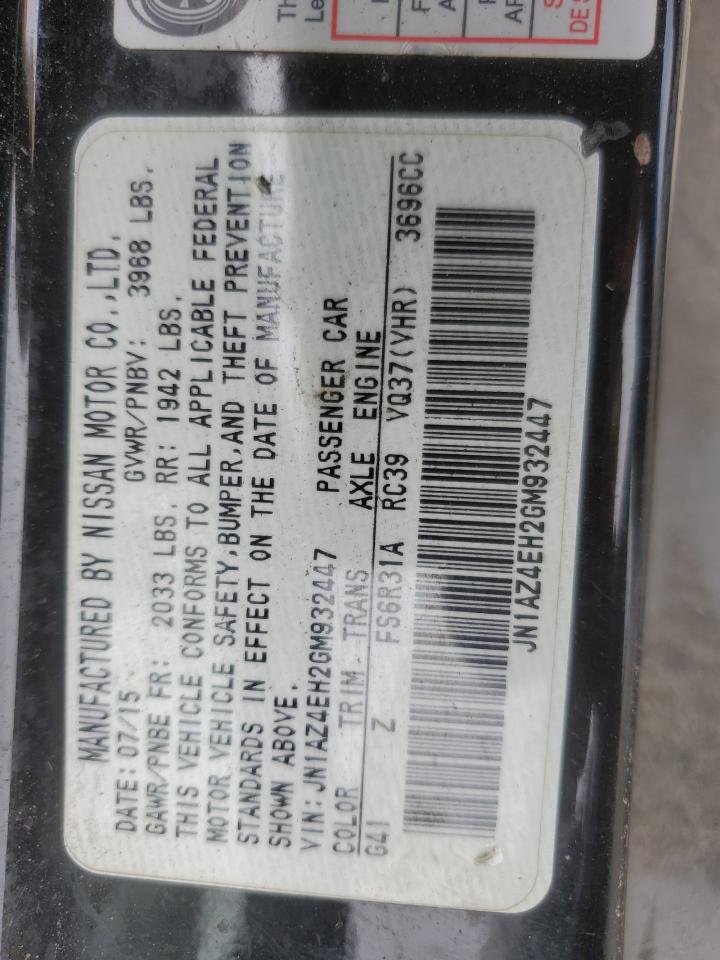 Th
Le
DES
MANUFACTURED BY NISSAN MOTOR CO.,LTD.
DATE: 07/15 GVWR/PNBV: 3968 LBS.
GAWR/PNBE FR: 2033 LBS. RR: 1942 LBS.
THIS VEHICLE CONFORMS TO ALL APPLICABLE FEDERAL
MOTOR VEHICLE SAFETY,BUMPER,AND THEFT PREVENTION
STANDARDS IN EFFECT ON THE DATE OF MANUFACTURE
SHOWN ABOVE.
VIN: JN1AZ4EH2GM932447 PASSENGER CAR
COLOR TRIM TRANS AXLE ENGINE
G41 Z FS6R31A RC39 VQ37(VHR) 3696CC
JN1AZ4EH2GM932447